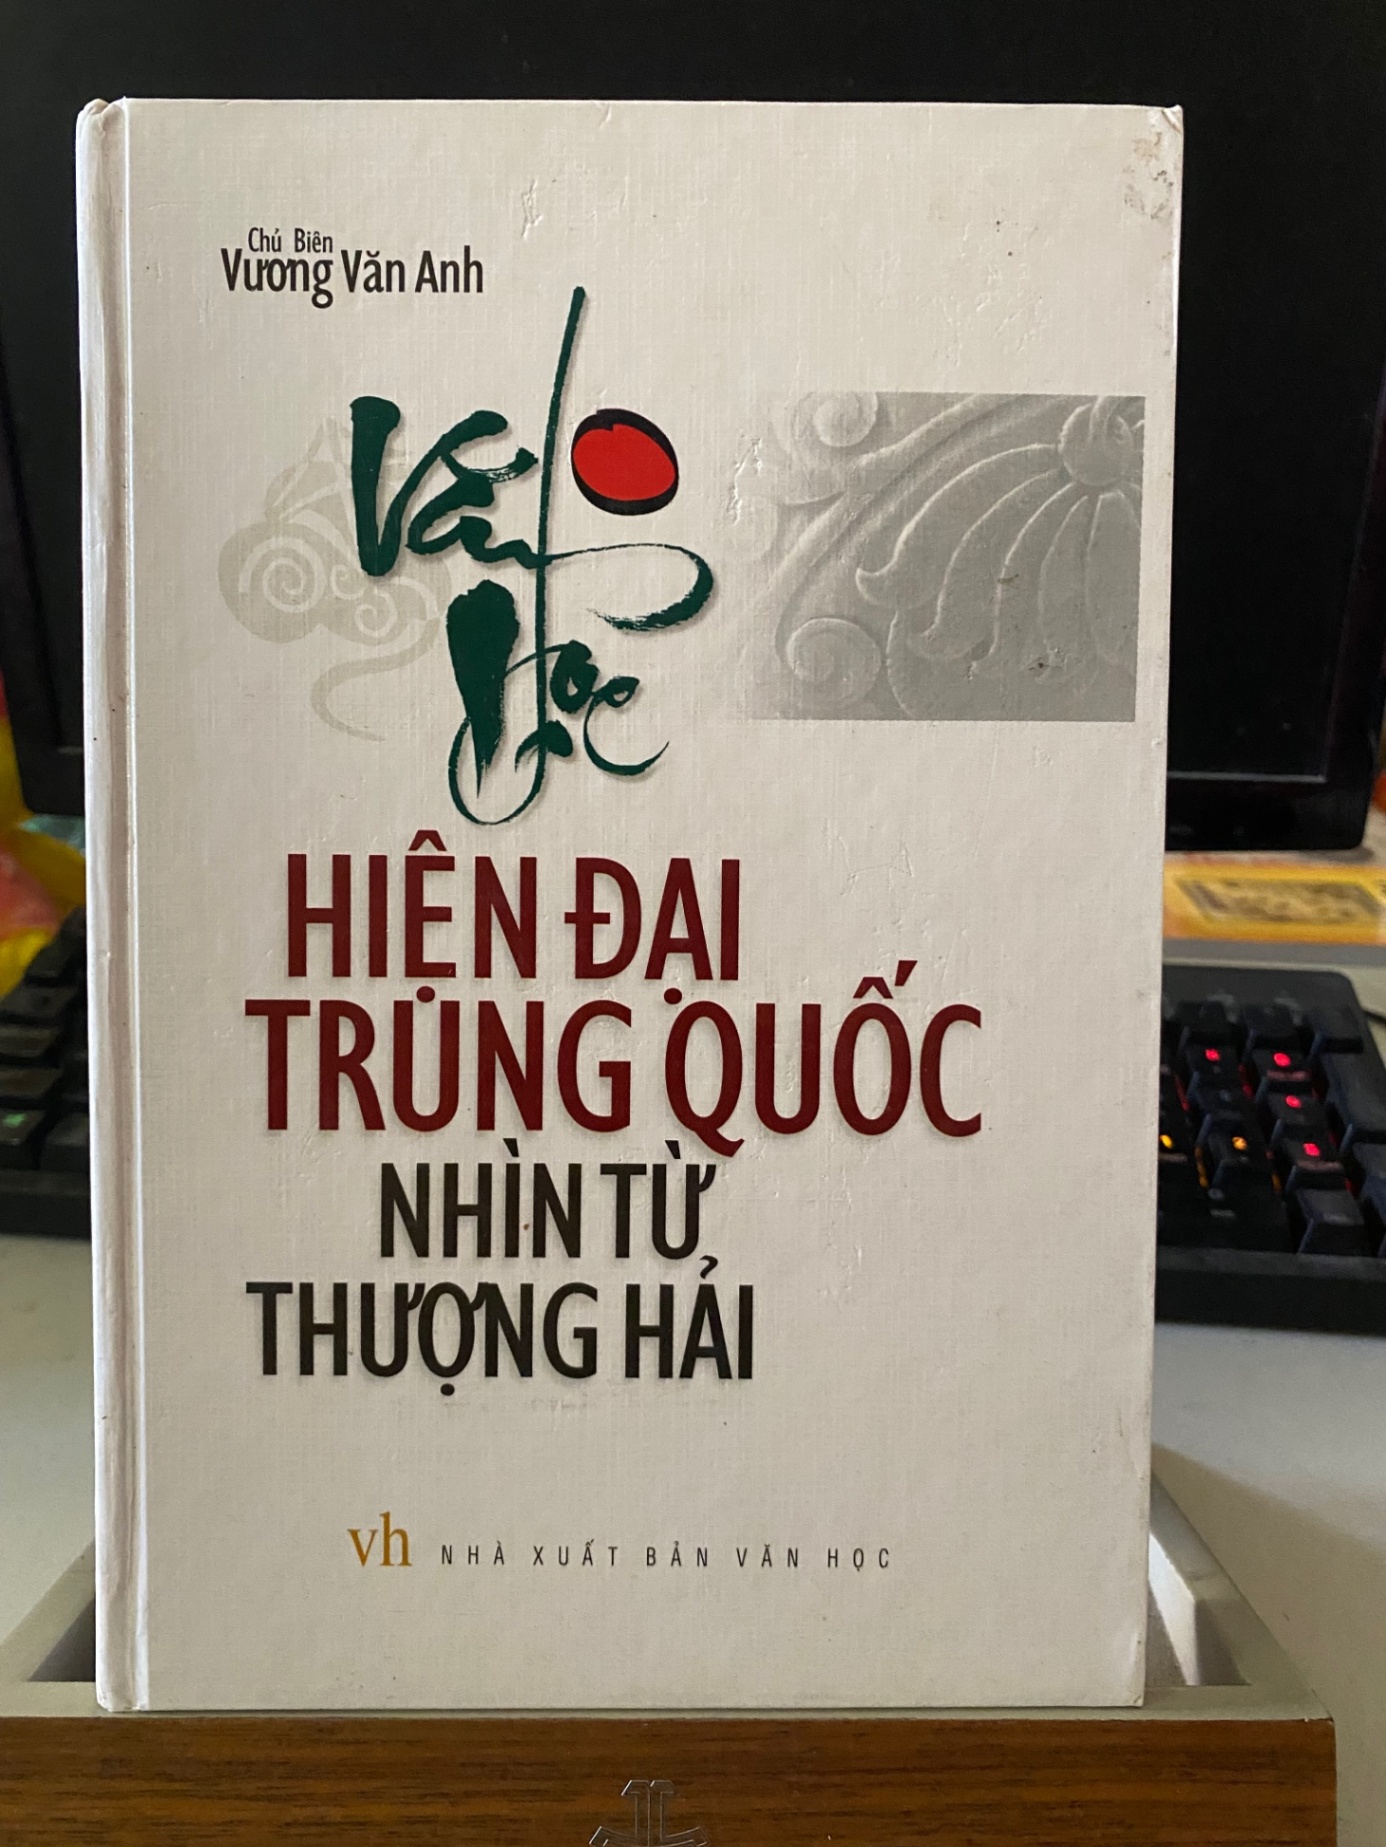 Chủ Biên
Vương Văn Anh
Văn
Học
HIỆN ĐẠI
TRUNG QUỐC
NHÌN TỪ
THƯỢNG HẢI
vh NHÀ XUẤT BẢN VĂN HỌC